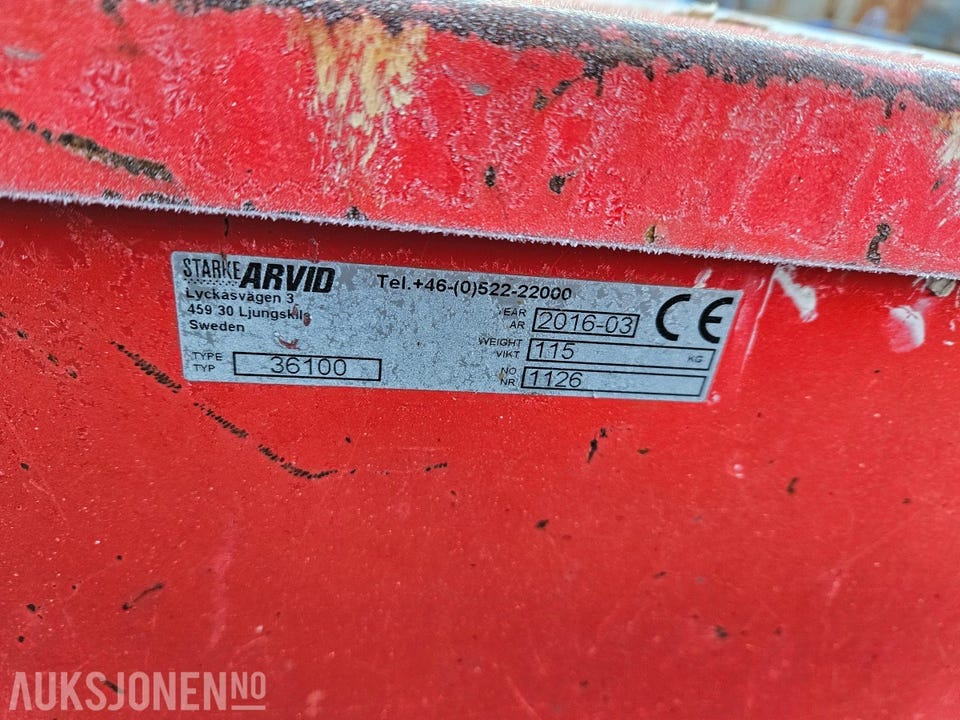 STARKE ARVID
Tel.+46-(0)522-22000
Lyckåsvägen 3
459 30 Ljungskile
Sweden
YEAR
ÅR
2016-03
CE
WEIGHT
VIKT
115
KG
TYPE
TYP
36100
NO
NR
1126
AUKSJONEN NO